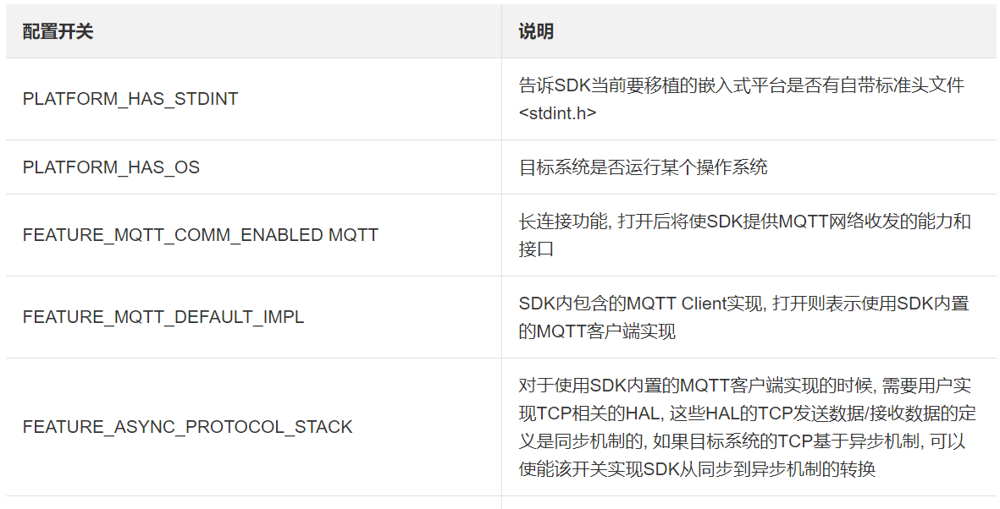 配置开关
说明
PLATFORM_HAS_STDINT
告诉SDK当前要移植的嵌入式平台是否有自带标准头文件
<stdint.h>
PLATFORM_HAS_OS
目标系统是否运行某个操作系统
FEATURE_MQTT_COMM_ENABLED MQTT
长连接功能, 打开后将使SDK提供MQTT网络收发的能力和
接口
FEATURE_MQTT_DEFAULT_IMPL
SDK内包含的MQTT Client实现, 打开则表示使用SDK内置
的MQTT客户端实现
FEATURE_ASYNC_PROTOCOL_STACK
对于使用SDK内置的MQTT客户端实现的时候, 需要用户实
现TCP相关的HAL, 这些HAL的TCP发送数据/接收数据的定
义是同步机制的, 如果目标系统的TCP基于异步机制, 可以
使能该开关实现SDK从同步到异步机制的转换